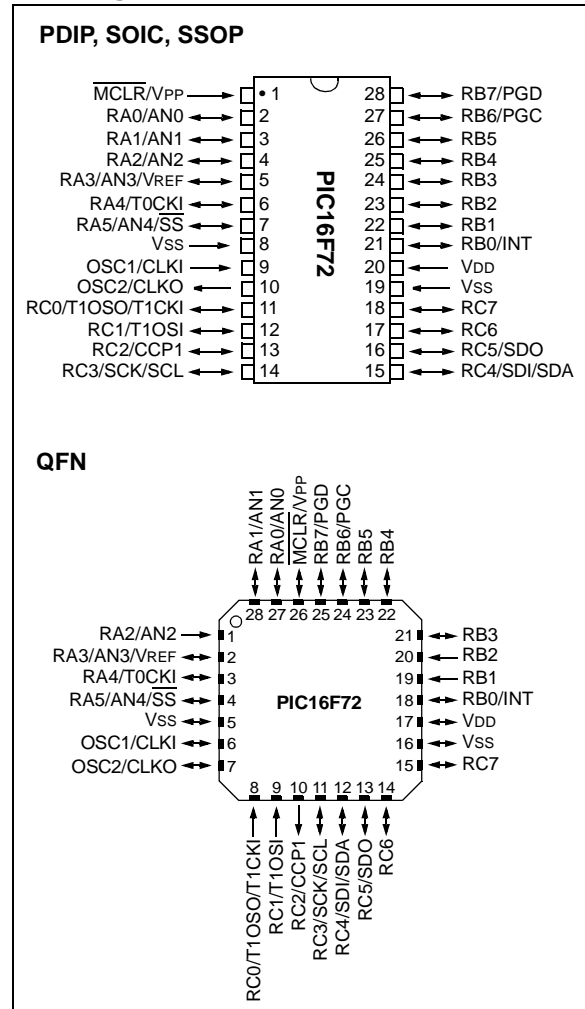 PDIP, SOIC, SSOP
MCLR/VPP 1 28 RB7/PGD
RA0/AN0 2 27 RB6/PGC
RA1/AN1 3 26 RB5
RA2/AN2 4 25 RB4
RA3/AN3/VREF 5 24 RB3
RA4/T0CKI 6 23 RB2
RA5/AN4/SS 7 22 RB1
VSS 8 21 RB0/INT
OSC1/CLKI 9 20 VDD
OSC2/CLKO 10 19 VSS
RC0/T1OSO/T1CKI 11 18 RC7
RC1/T1OSI 12 17 RC6
RC2/CCP1 13 16 RC5/SDO
RC3/SCK/SCL 14 15 RC4/SDI/SDA
PIC16F72
QFN
RA1/AN1
RA0/AN0
MCLR/VPP
RB7/PGD
RB6/PGC
RB5
RB4
28 27 26 25 24 23 22
RA2/AN2 1 21 RB3
RA3/AN3/VREF 2 20 RB2
RA4/T0CKI 3 19 RB1
RA5/AN4/SS 4 PIC16F72 18 RB0/INT
VSS 5 17 VDD
OSC1/CLKI 6 16 VSS
OSC2/CLKO 7 15 RC7
8 9 10 11 12 13 14
RC0/T1OSO/T1CKI
RC1/T1OSI
RC2/CCP1
RC3/SCK/SCL
RC4/SDI/SDA
RC5/SDO
RC6